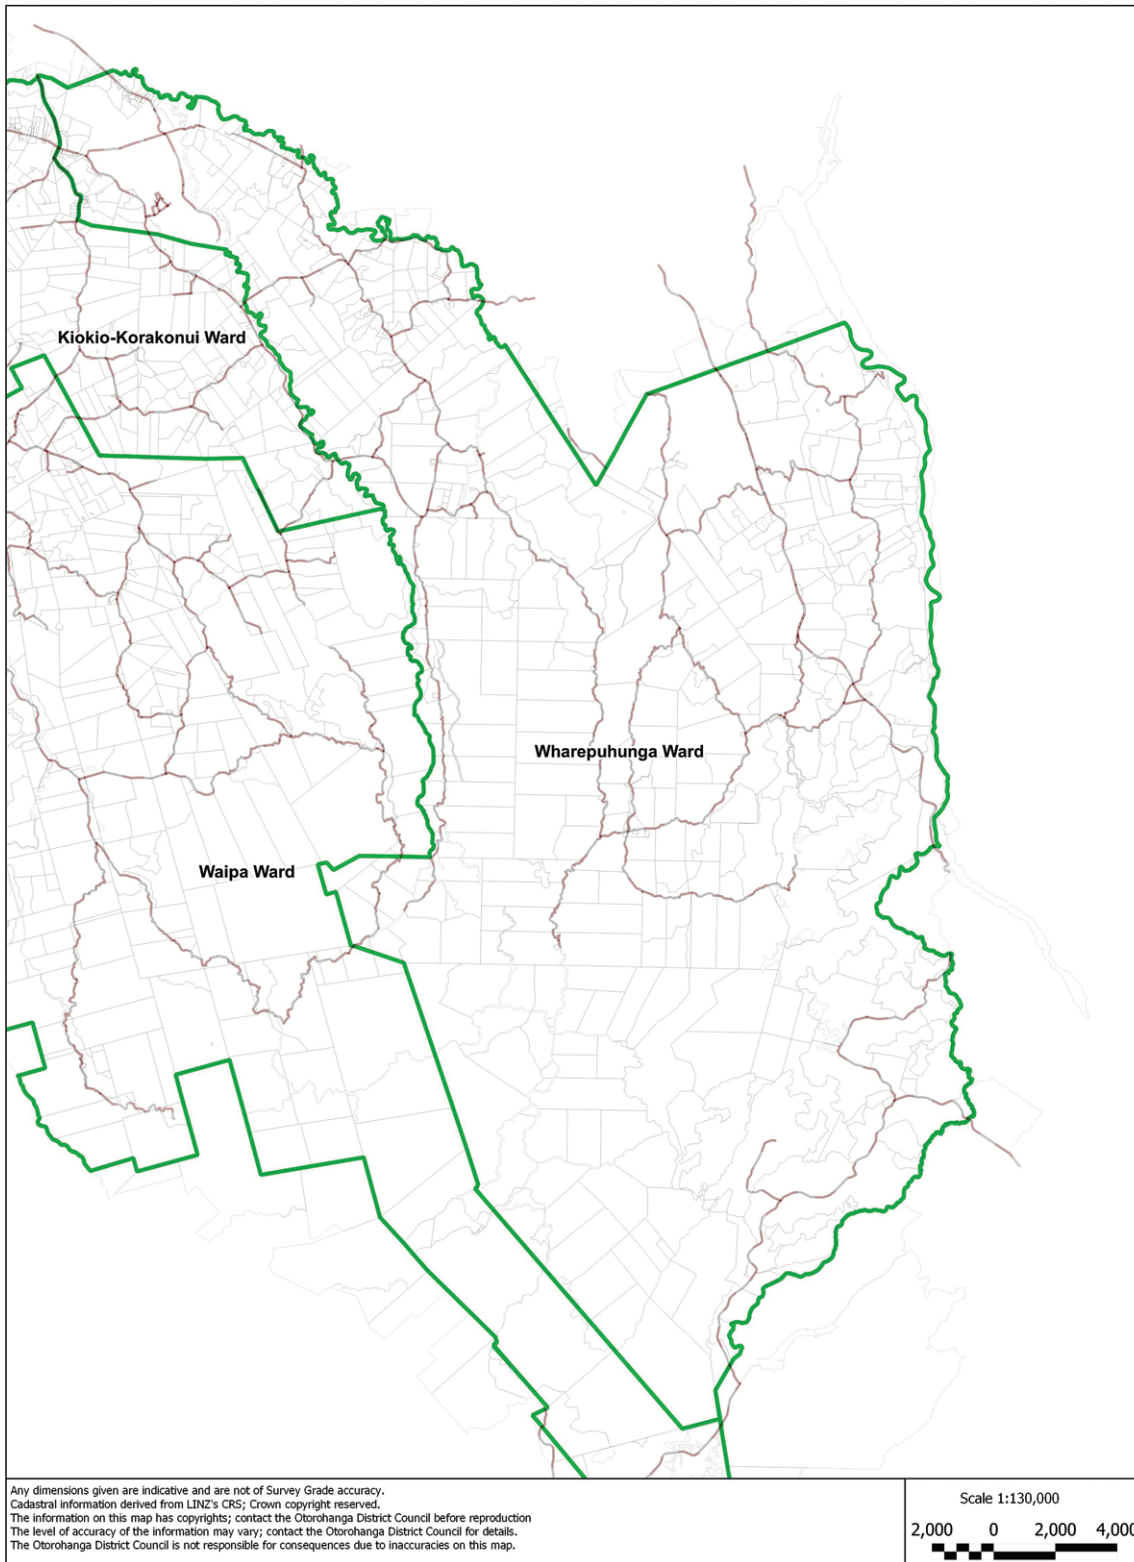 Kiokio-Korakonui Ward
Wharepuhunga Ward
Waipa Ward
Any dimensions given are indicative and are not of Survey Grade accuracy.
Cadastral information derived from LINZ's CRS; Crown copyright reserved.
The information on this map has copyrights; contact the Otorohanga District Council before reproduction
The level of accuracy of the information may vary; contact the Otorohanga District Council for details.
The Otorohanga District Council is not responsible for consequences due to inaccuracies on this map.
Scale 1:130,000
2,000 0 2,000 4,000